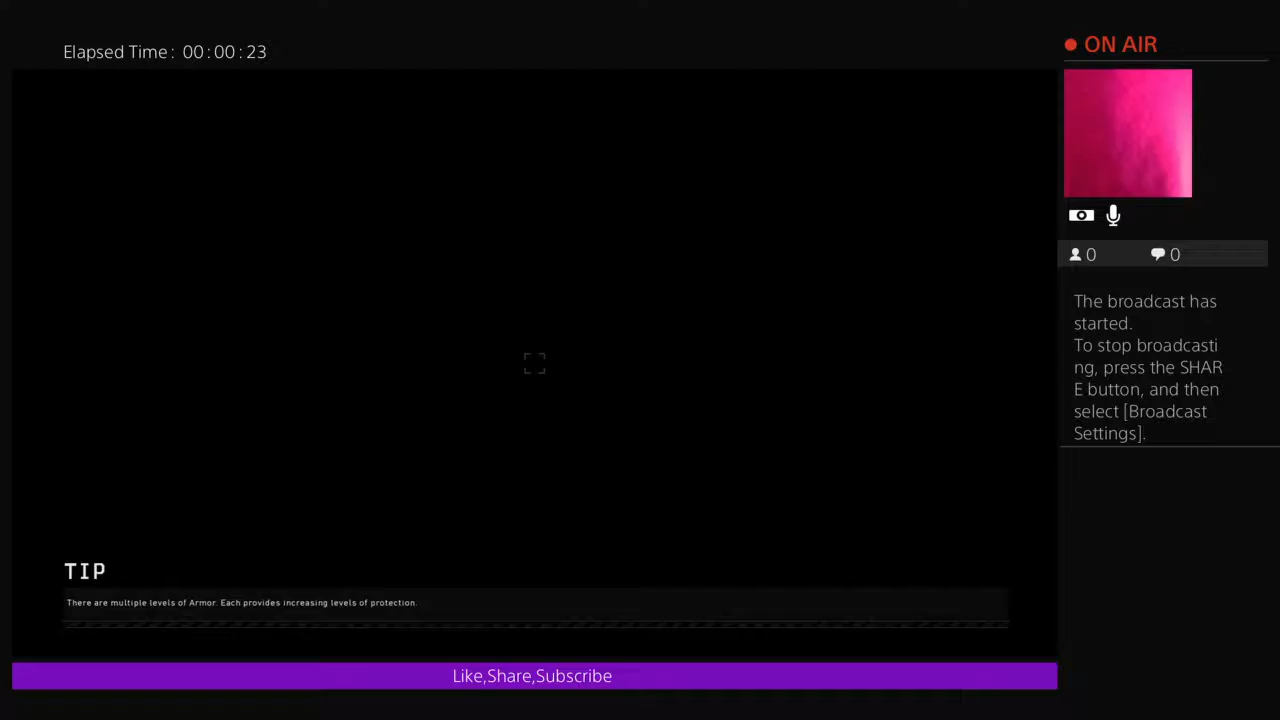 Elapsed Time: 00:00:23
ON AIR
0
0
The broadcast has
started.
To stop broadcasti
ng, press the SHAR
E button, and then
select [Broadcast
Settings].
TIP
There are multiple levels of Armor. Each provides increasing levels of protection.
Like,Share,Subscribe